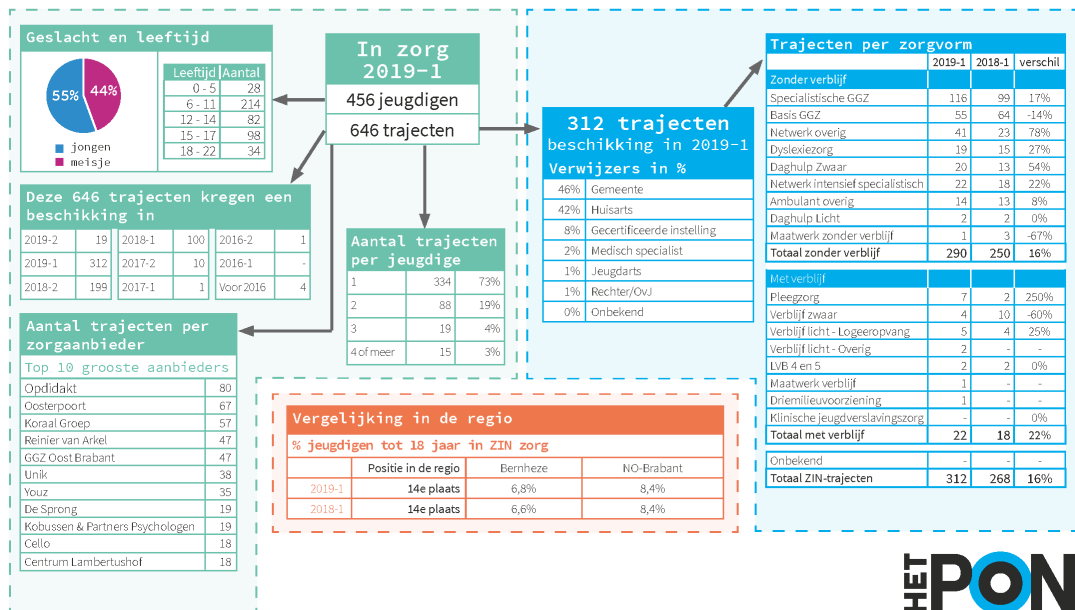 Geslacht en leeftijd
55%
44%
jongen
meisje
Leeftijd Aantal
0 - 5 28
6 - 11 214
12 - 14 82
15 - 17 98
18 - 22 34
In zorg
2019-1
456 jeugdigen
646 trajecten
Deze 646 trajecten kregen een
beschikking in
2019-2 19 2018-1 100 2016-2 1
2019-1 312 2017-2 10 2016-1 -
2018-2 199 2017-1 1 Voor 2016 4
Aantal trajecten
per jeugdige
1 334 73%
2 88 19%
3 19 4%
4 of meer 15 3%
Aantal trajecten per
zorgaanbieder
Top 10 grooste aanbieders
Opdidakt 80
Oosterpoort 67
Koraal Groep 57
Reinier van Arkel 47
GGZ Oost Brabant 47
Unik 38
Youz 35
De Sprong 19
Kobussen & Partners Psychologen 19
Cello 18
Centrum Lambertushof 18
312 trajecten
beschikking in 2019-1
Verwijzers in %
46% Gemeente
42% Huisarts
8% Gecertificeerde instelling
2% Medisch specialist
1% Jeugdarts
1% Rechter/OvJ
0% Onbekend
Trajecten per zorgvorm
2019-1 2018-1 verschil
Zonder verblijf
Specialistische GGZ 116 99 17%
Basis GGZ 55 64 -14%
Netwerk overig 41 23 78%
Dyslexiezorg 19 15 27%
Daghulp Zwaar 20 13 54%
Netwerk intensief specialistisch 22 18 22%
Ambulant overig 14 13 8%
Daghulp Licht 2 2 0%
Maatwerk zonder verblijf 1 3 -67%
Totaal zonder verblijf 290 250 16%
Met verblijf
Pleegzorg 7 2 250%
Verblijf zwaar 4 10 -60%
Verblijf licht - Logeeropvang 5 4 25%
Verblijf licht - Overig 2 - -
LVB 4 en 5 2 2 0%
Maatwerk verblijf 1 - -
Driemilieuvoorziening 1 - -
Klinische jeugdverslavingszorg - - 0%
Totaal met verblijf 22 18 22%
Onbekend - - -
Totaal ZIN-trajecten 312 268 16%
Vergelijking in de regio
% jeugdigen tot 18 jaar in ZIN zorg
Positie in de regio Bernheze NO-Brabant
2019-1 14e plaats 6,8% 8,4%
2018-1 14e plaats 6,6% 8,4%
HET PON